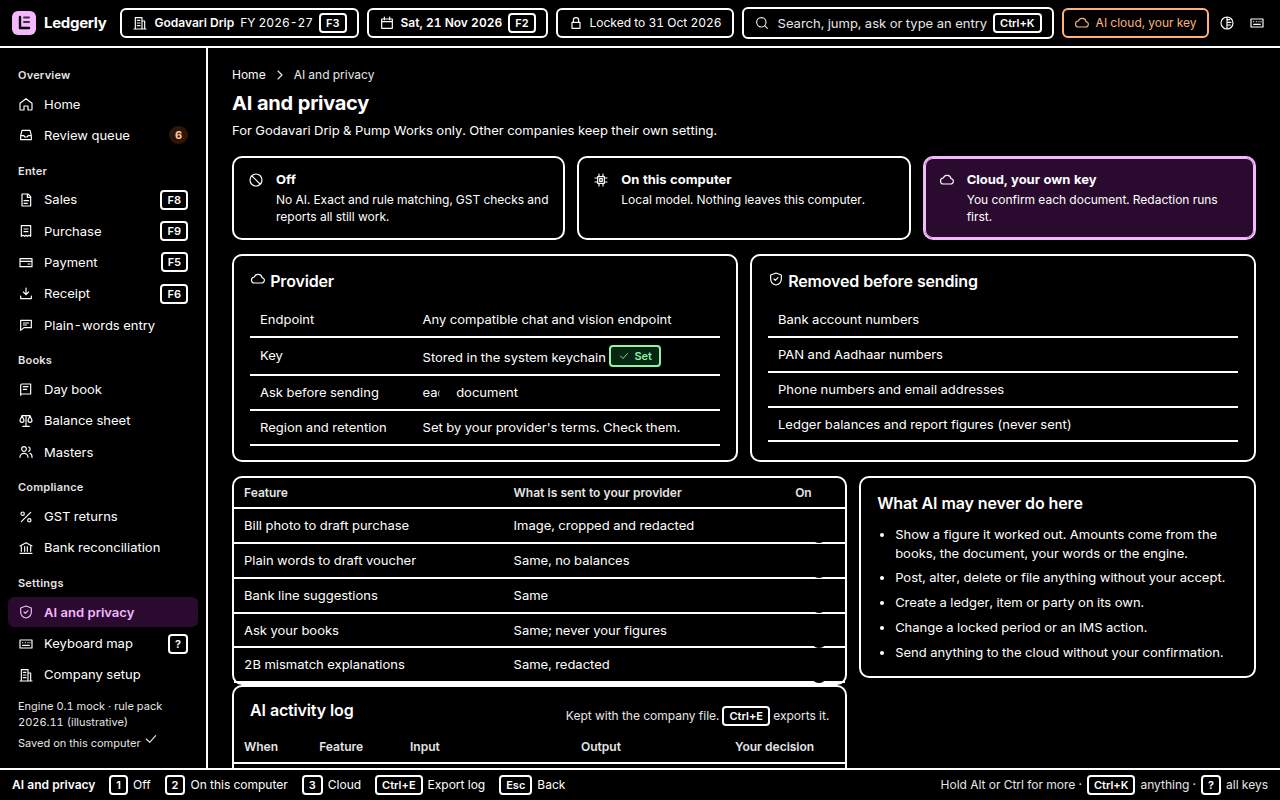 Ledgerly
Godavari Drip FY 2026-27 F3
Sat, 21 Nov 2026 F2
Locked to 31 Oct 2026
Search, jump, ask or type an entry Ctrl+K
AI cloud, your key
Overview
Home
Review queue 6
Enter
Sales F8
Purchase F9
Payment F5
Receipt F6
Plain-words entry
Books
Day book
Balance sheet
Masters
Compliance
GST returns
Bank reconciliation
Settings
AI and privacy
Keyboard map ?
Company setup
Engine 0.1 mock · rule pack
2026.11 (illustrative)
Saved on this computer
Home > AI and privacy
AI and privacy
For Godavari Drip & Pump Works only. Other companies keep their own setting.
Off
No AI. Exact and rule matching, GST checks and
reports all still work.
On this computer
Local model. Nothing leaves this computer.
Cloud, your own key
You confirm each document. Redaction runs
first.
Provider
Endpoint Any compatible chat and vision endpoint
Key Stored in the system keychain Set
Ask before sending document
Region and retention Set by your provider's terms. Check them.
Removed before sending
Bank account numbers
PAN and Aadhaar numbers
Phone numbers and email addresses
Ledger balances and report figures (never sent)
Feature What is sent to your provider On
Bill photo to draft purchase Image, cropped and redacted
Plain words to draft voucher Same, no balances
Bank line suggestions Same
Ask your books Same; never your figures
2B mismatch explanations Same, redacted
What AI may never do here
• Show a figure it worked out. Amounts come from the
books, the document, your words or the engine.
• Post, alter, delete or file anything without your accept.
• Create a ledger, item or party on its own.
• Change a locked period or an IMS action.
• Send anything to the cloud without your confirmation.
AI activity log
Kept with the company file. Ctrl+E exports it.
When Feature Input Output Your decision
AI and privacy 1 Off 2 On this computer 3 Cloud Ctrl+E Export log Esc Back
Hold Alt or Ctrl for more · Ctrl+K anything · ? all keys